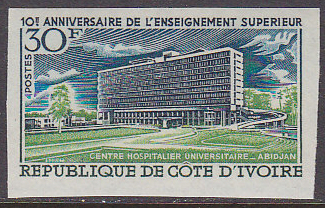 10E ANNIVERSAIRE DE L'ENSEIGNEMENT SUPERIEUR
30F
POSTES
CENTRE HOSPITALIER UNIVERSITAIRE _ ABIDJAN
REPUBLIQUE DE CÔTE D'IVOIRE